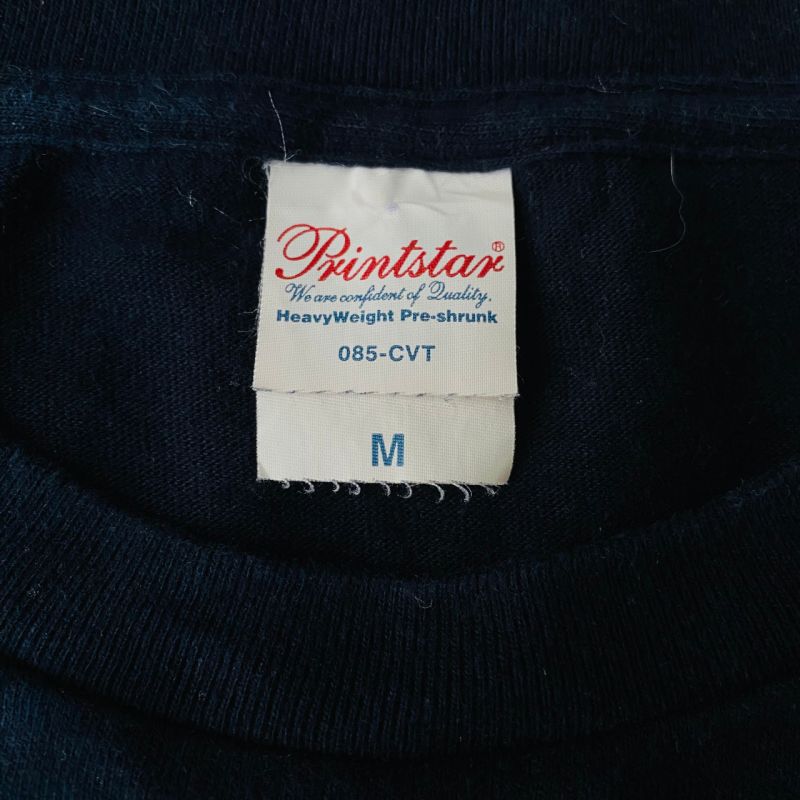 Printstar®
We are confident of Quality.
HeavyWeight Pre-shrunk
085-CVT
M